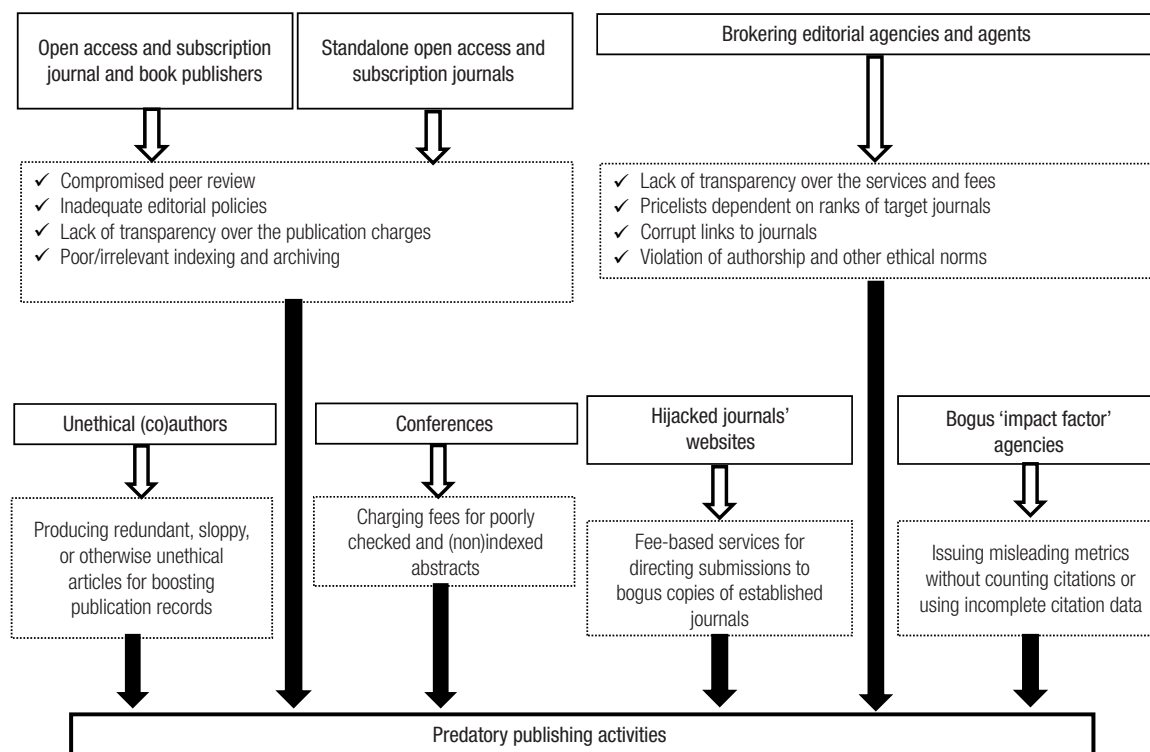 Open access and subscription
journal and book publishers
Standalone open access and
subscription journals
Brokering editorial agencies and agents
✓ Compromised peer review
✓ Inadequate editorial policies
✓ Lack of transparency over the publication charges
✓ Poor/irrelevant indexing and archiving
✓ Lack of transparency over the services and fees
✓ Pricelists dependent on ranks of target journals
✓ Corrupt links to journals
✓ Violation of authorship and other ethical norms
Unethical (co)authors
Conferences
Hijacked journals'
websites
Bogus 'impact factor'
agencies
Producing redundant, sloppy,
or otherwise unethical
articles for boosting
publication records
Charging fees for poorly
checked and (non)indexed
abstracts
Fee-based services for
directing submissions to
bogus copies of established
journals
Issuing misleading metrics
without counting citations or
using incomplete citation data
Predatory publishing activities